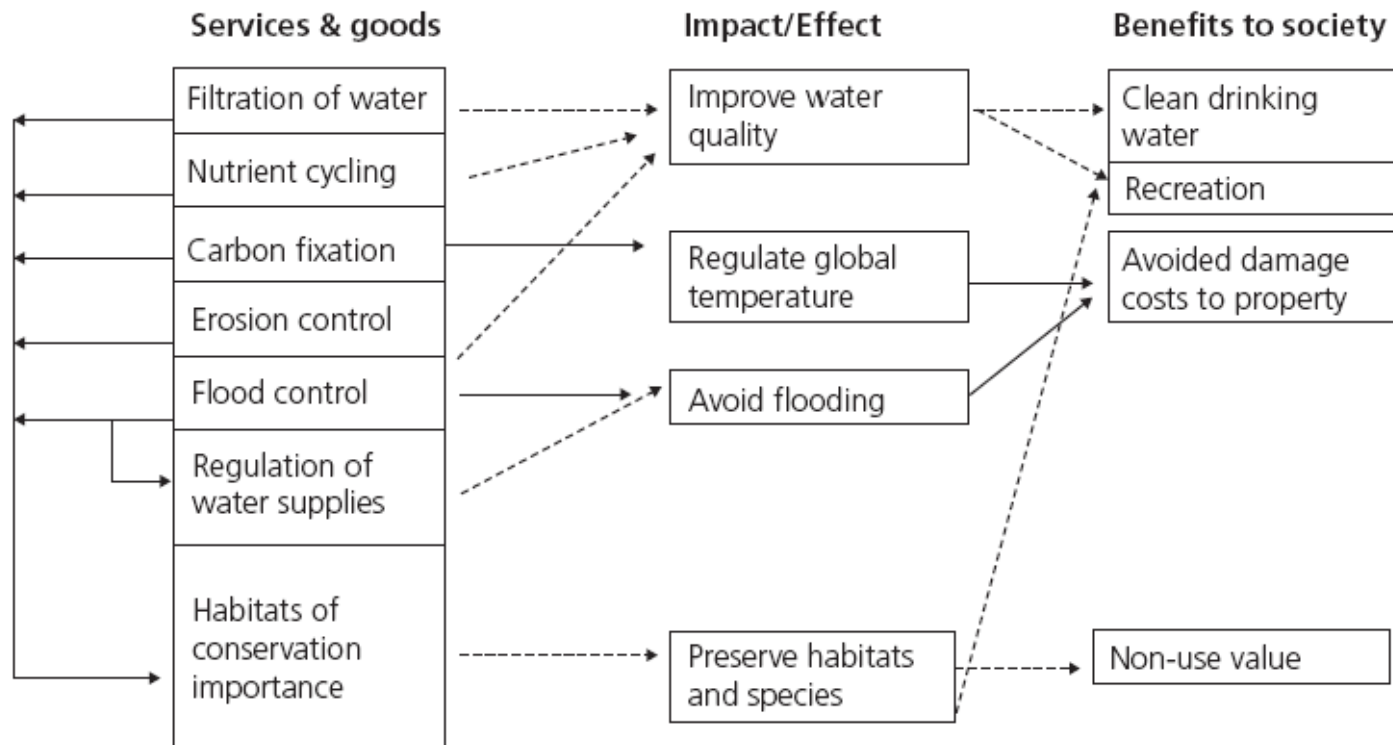 Services & goods
Impact/Effect
Benefits to society
Filtration of water
Nutrient cycling
Carbon fixation
Erosion control
Flood control
Regulation of
water supplies
Habitats of
conservation
importance
Improve water
quality
Regulate global
temperature
Avoid flooding
Preserve habitats
and species
Clean drinking
water
Recreation
Avoided damage
costs to property
Non-use value